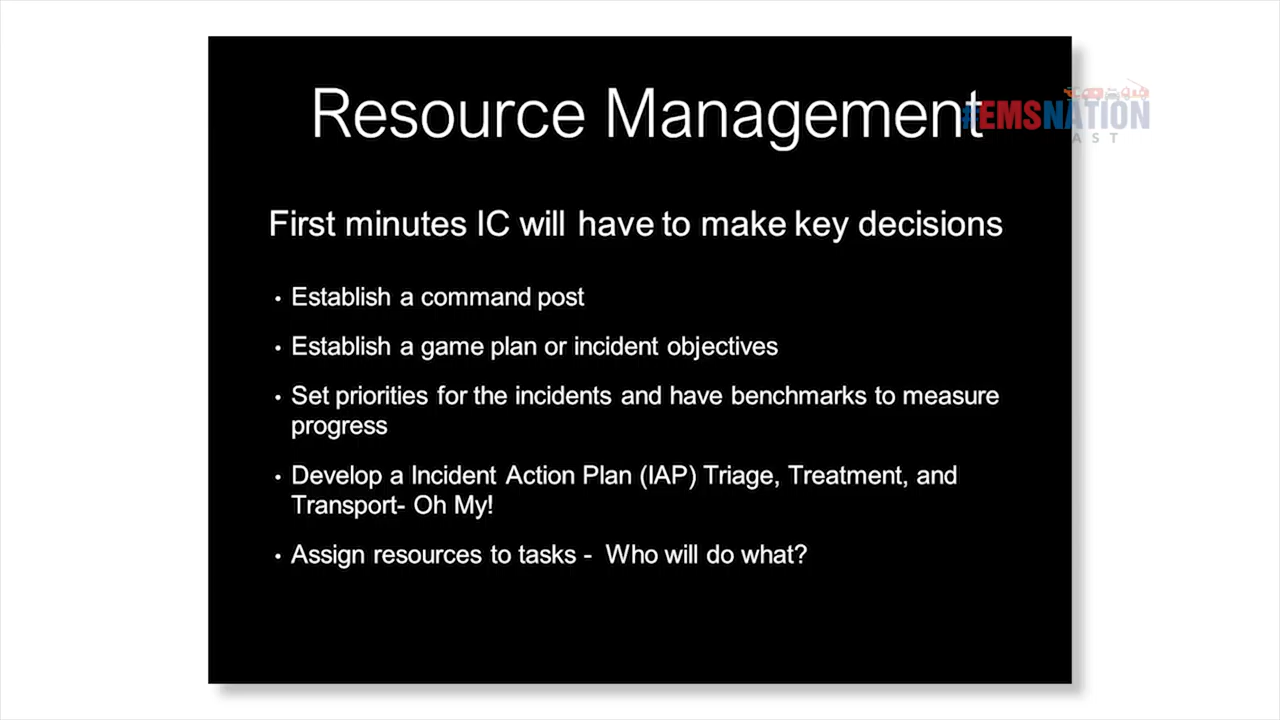 Resource Management
#EMSNATION
AST
First minutes IC will have to make key decisions
• Establish a command post
• Establish a game plan or incident objectives
• Set priorities for the incidents and have benchmarks to measure
progress
• Develop a Incident Action Plan (IAP) Triage, Treatment, and
Transport- Oh My!
• Assign resources to tasks - Who will do what?